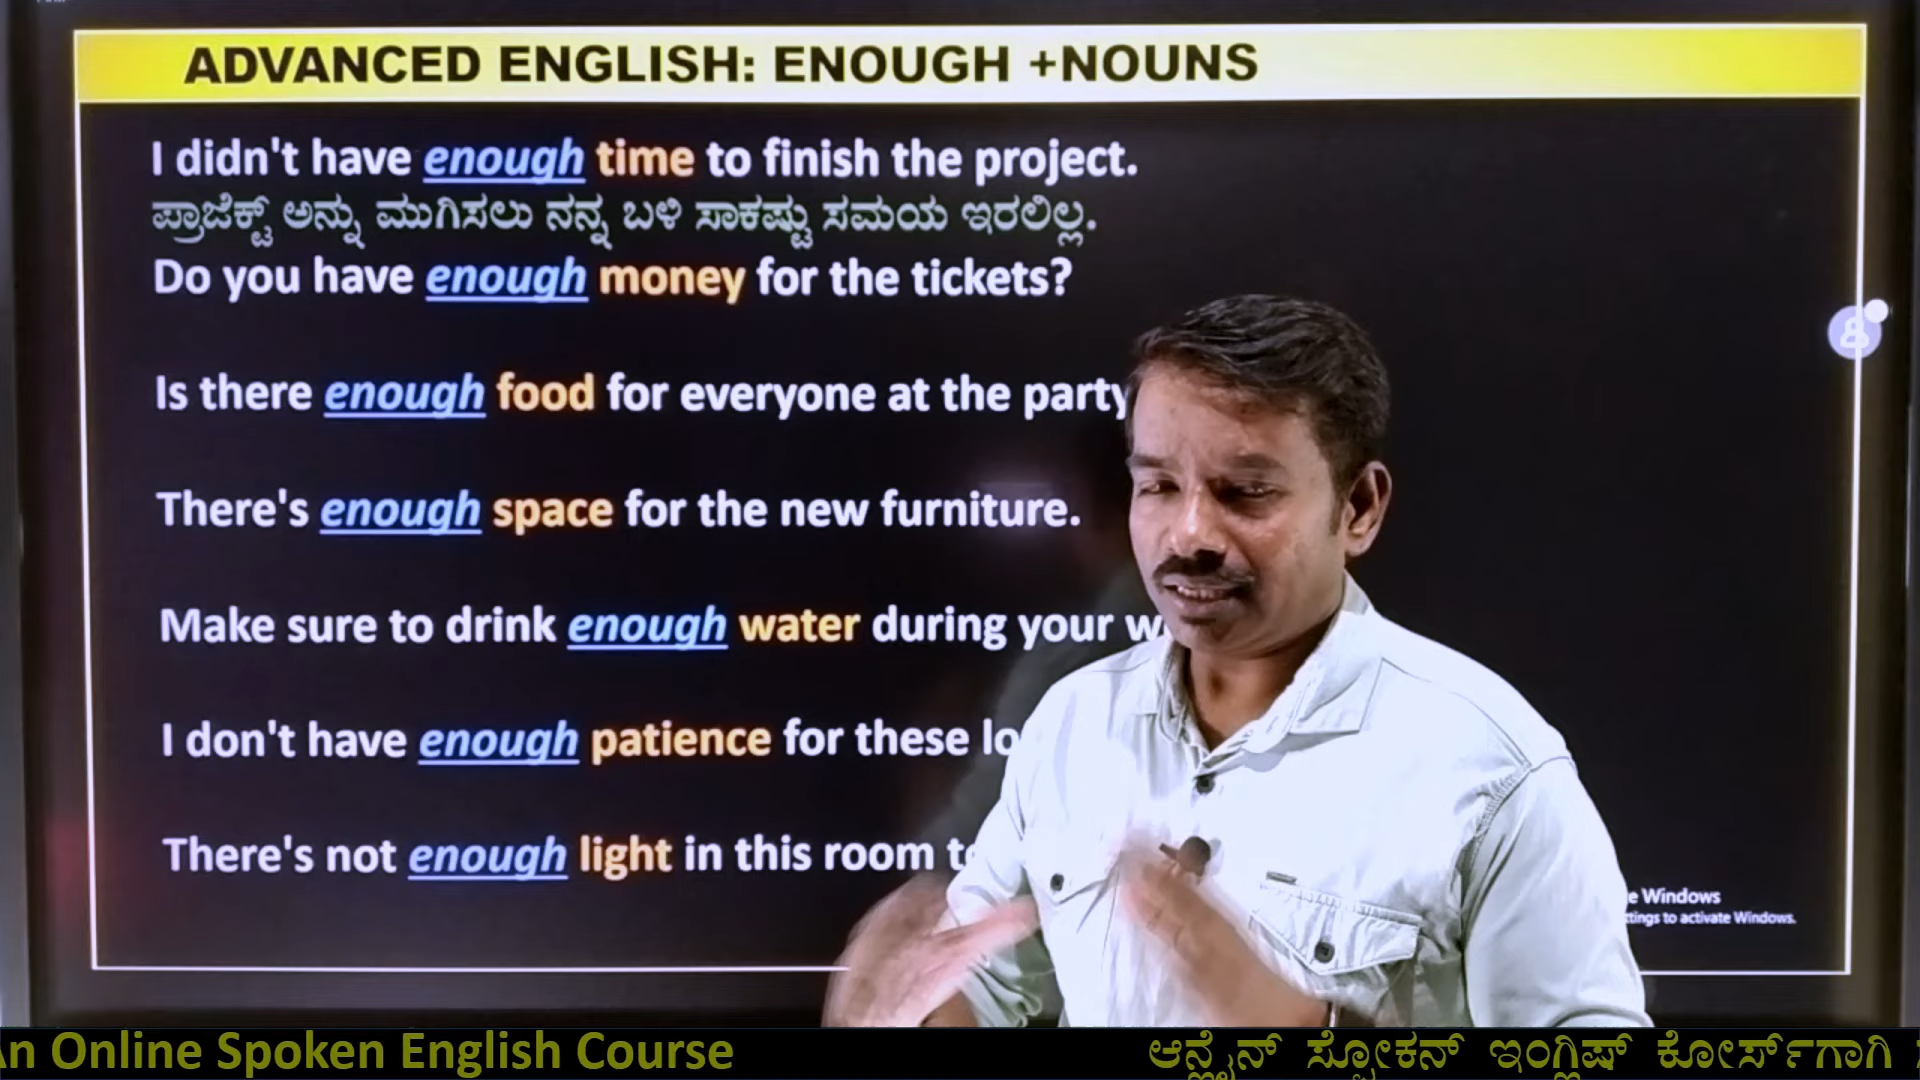 ADVANCED ENGLISH: ENOUGH +NOUNS
I didn't have enough time to finish the project.
ಪ್ರಾಜೆಕ್ಟ್ ಅನ್ನು ಮುಗಿಸಲು ನನ್ನ ಬಳಿ ಸಾಕಷ್ಟು ಸಮಯ ಇರಲಿಲ್ಲ.
Do you have enough money for the tickets?
Is there enough food for everyone at the party
There's enough space for the new furniture.
Make sure to drink enough water during your
I don't have enough patience for these
There's not enough light in this room
Windows
to activate Windows.
An Online Spoken English Course
ಆನ್ಲೈನ್ ಸ್ಪೋಕನ್ ಇಂಗ್ಲಿಷ್ ಕೋರ್ಸ್‌ಗಾಗಿ